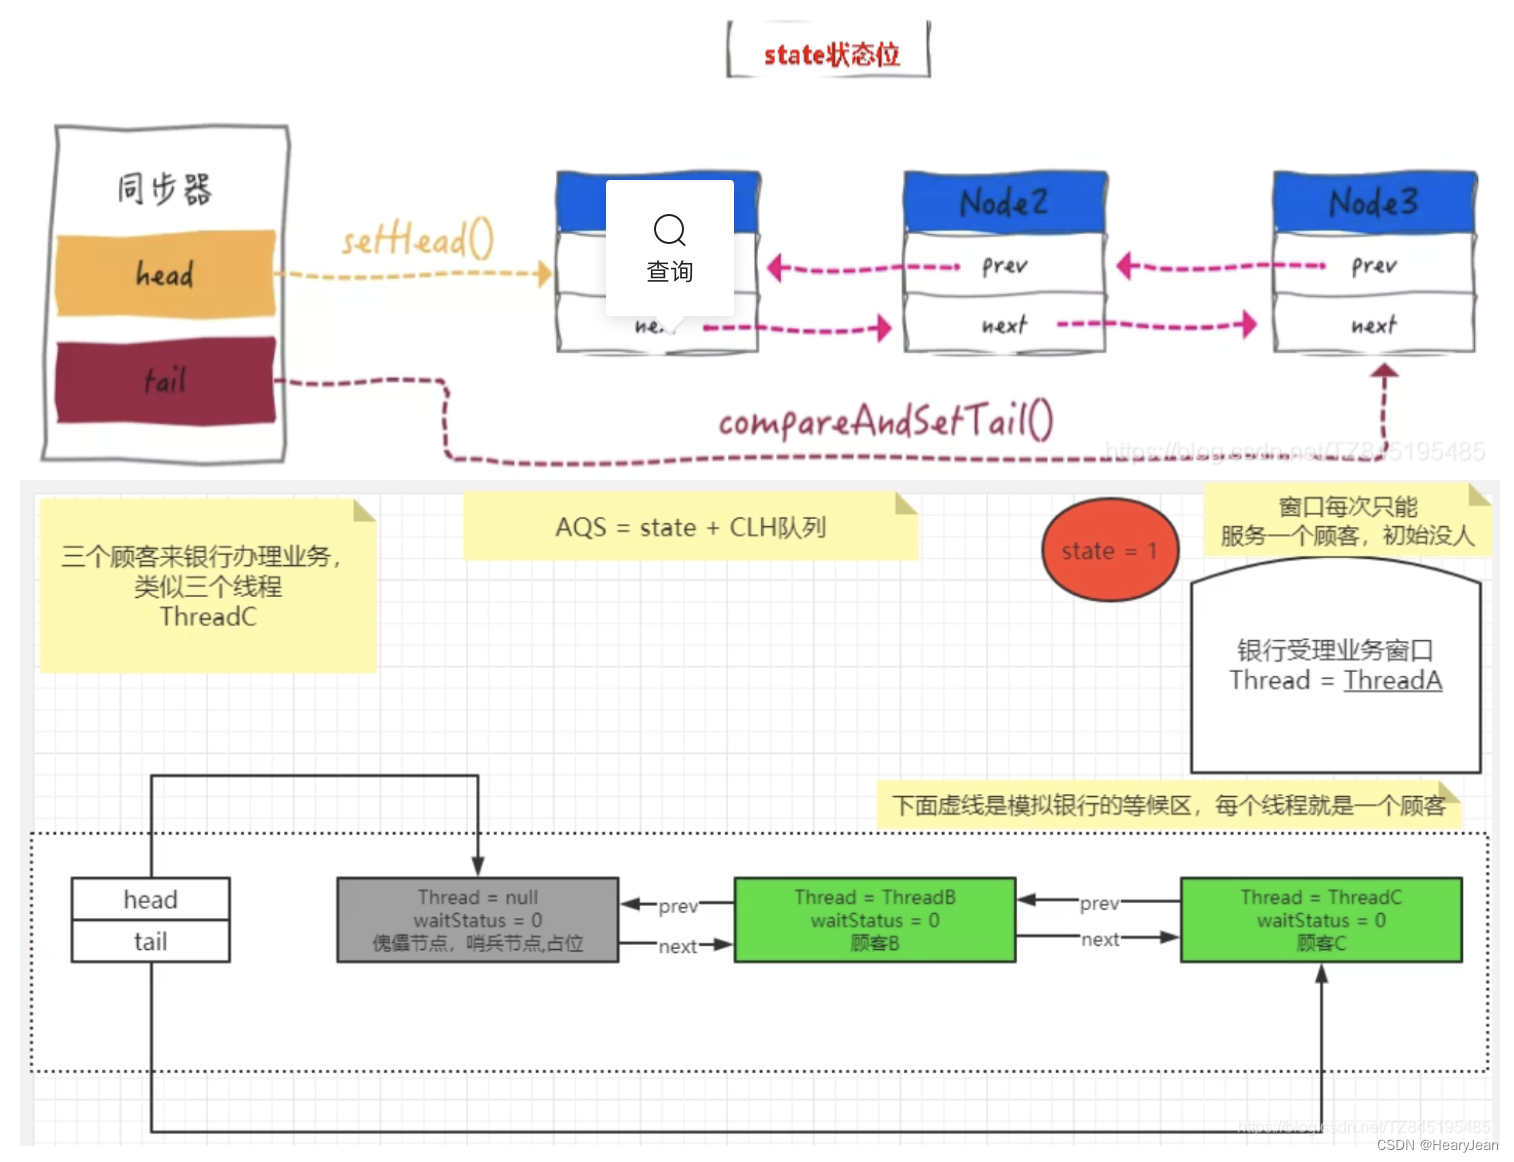 state状态位
同步器
head
tail
setHead()
查询
next
Node2
prev
next
Node3
prev
next
compareAndSetTail()
https://blog.csdn.net/TZ845195485
三个顾客来银行办理业务,
类似三个线程
ThreadC
AQS = state + CLH队列
state = 1
窗口每次只能
服务一个顾客，初始没人
银行受理业务窗口
Thread = ThreadA
下面虚线是模拟银行的等候区，每个线程就是一个顾客
head
tail
Thread = null
waitStatus = 0
傀儡节点，哨兵节点,占位
prev
next
Thread = ThreadB
waitStatus = 0
顾客B
prev
next
Thread = ThreadC
waitStatus = 0
顾客C
https://blog.csdn.net/TZ845195485
CSDN @HearyJean